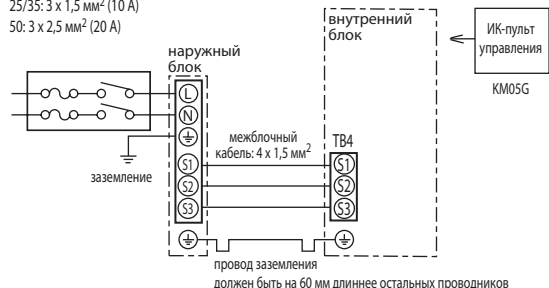 25/35: 3 x 1,5 мм² (10 А)
50: 3 x 2,5 мм² (20 А)
наружный
блок
внутренний
блок
ИК-пульт
управления
KM05G
L
N
заземление
межблочный
кабель: 4 x 1,5 мм²
TB4
S1
S2
S3
S1
S2
S3
провод заземления
должен быть на 60 мм длиннее остальных проводников